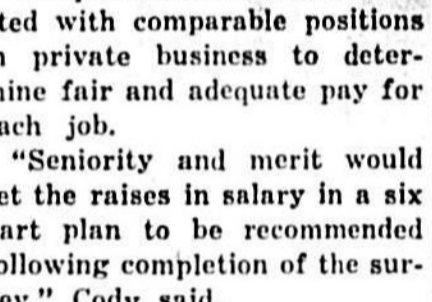 ted with comparable positions
private business to deter-
ine fair and adequate pay for
ach job.
"Seniority and merit would
et the raises in salary in a six
art plan to be recommended
ollowing completion of the sur-
ey." Cody said